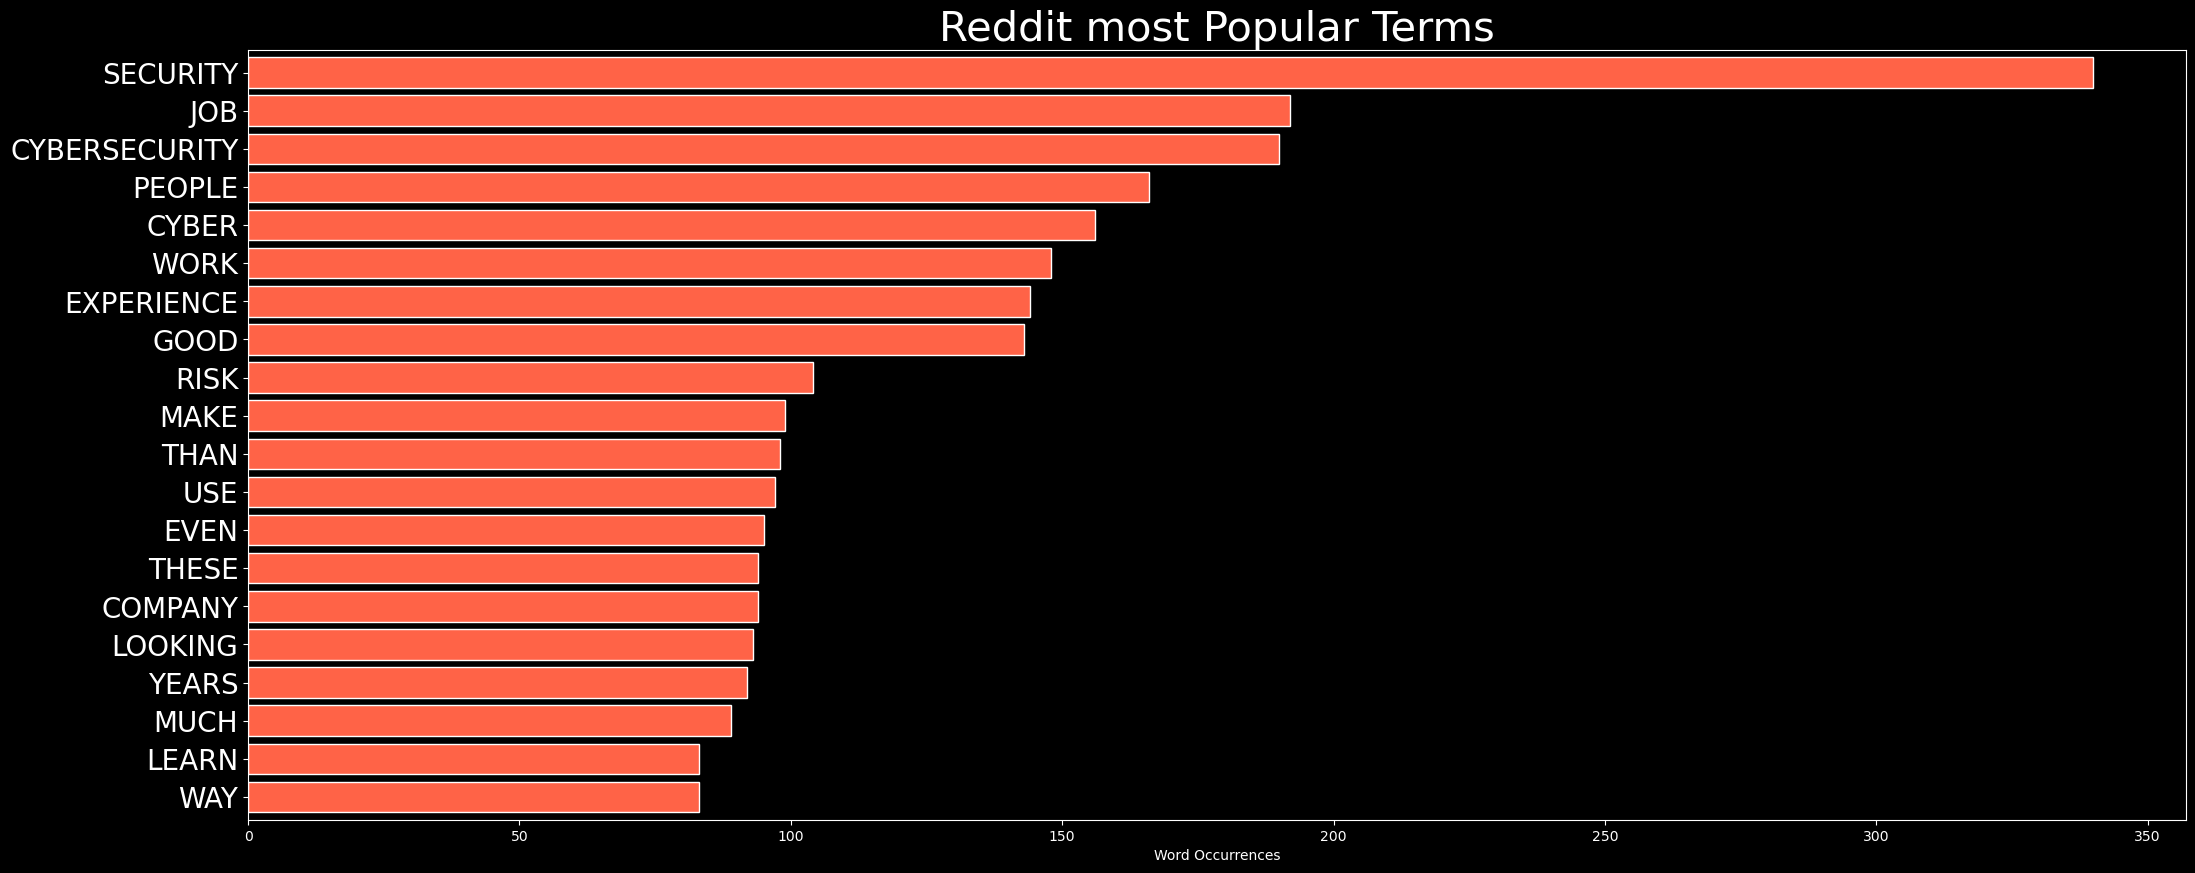 Reddit most Popular Terms
SECURITY
JOB
CYBERSECURITY
PEOPLE
CYBER
WORK
EXPERIENCE
GOOD
RISK
MAKE
THAN
USE
EVEN
THESE
COMPANY
LOOKING
YEARS
MUCH
LEARN
WAY
0 50 100 150 200 250 300 350
Word Occurrences